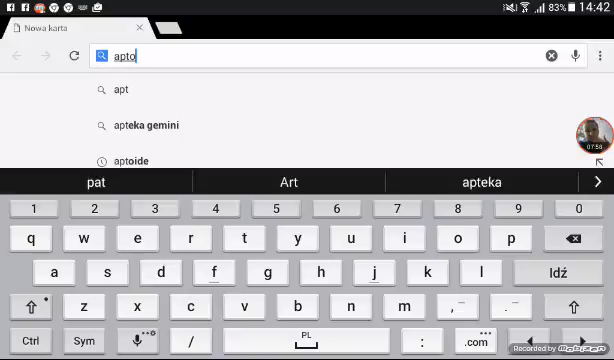 83% 14:42
Nowa karta
apto
apt
apteka gemini
aptoide
07:58
pat Art apteka
1 2 3 4 5 6 7 8 9 0
q w e r t y u i o p
a s d f g h j k l Idź
z x c v b n m , .
Ctrl Sym / PL : .com
Recorded by Mobizen